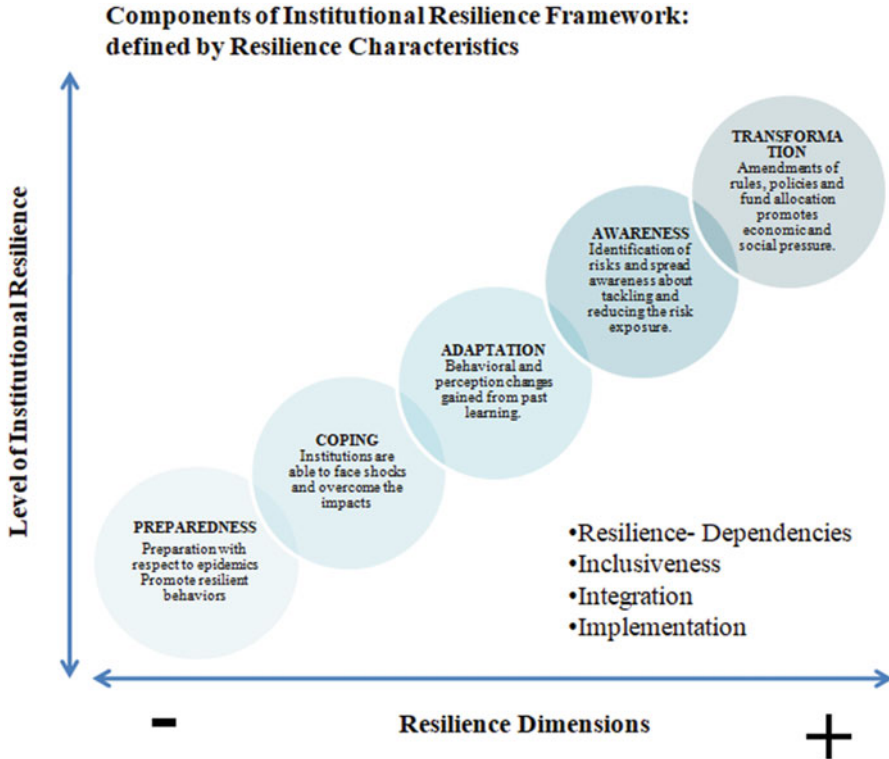 Components of Institutional Resilience Framework:
defined by Resilience Characteristics
Level of Institutional Resilience
TRANSFORMA
TION
Amendments of
rules, policies and
fund allocation
promotes
economic and
social pressure.
AWARENESS
Identification of
risks and spread
awareness about
tackling and
reducing the risk
exposure.
ADAPTATION
Behavioral and
perception changes
gained from past
learning.
COPING
Institutions are
able to face shocks
and overcome the
impacts
PREPAREDNESS
Preparation with
respect to epidemics
Promote resilient
behaviors
•Resilience- Dependencies
•Inclusiveness
•Integration
•Implementation
- Resilience Dimensions +